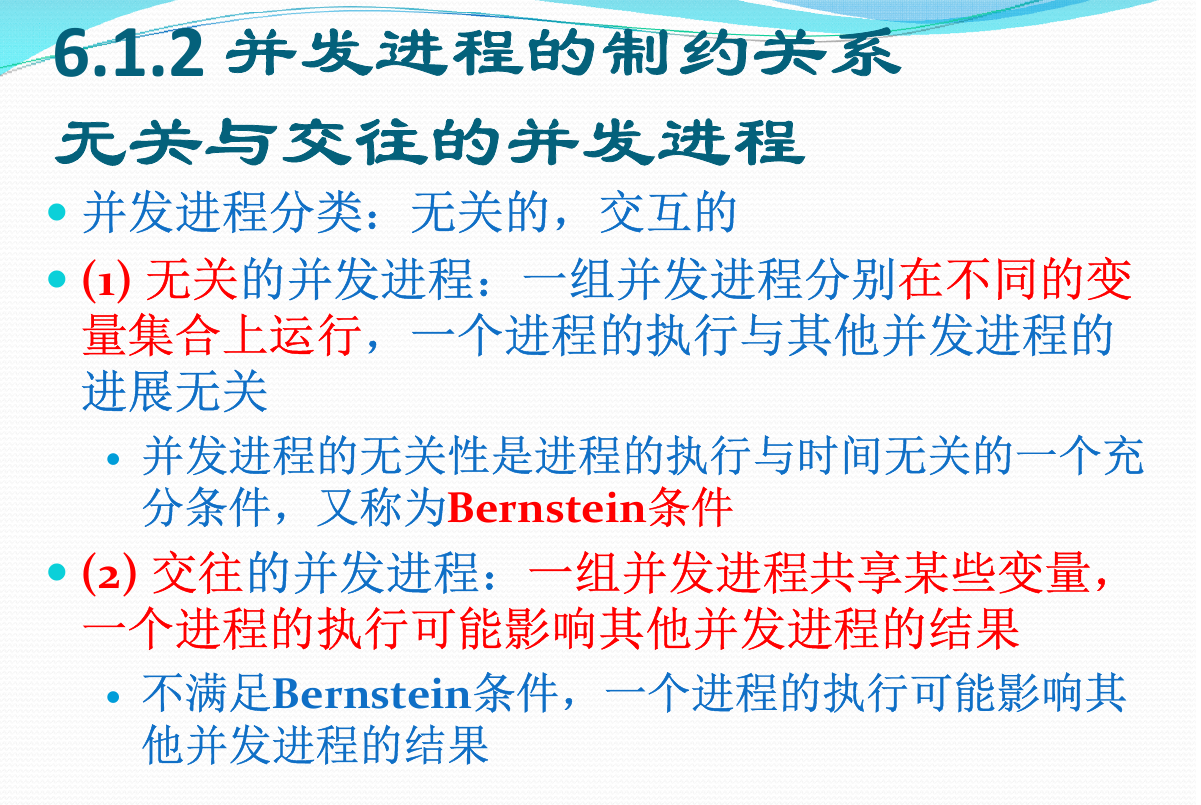 6.1.2 并发进程的制约关系
无关与交往的并发进程
并发进程分类：无关的，交互的
(1) 无关的并发进程：一组并发进程分别在不同的变
量集合上运行，一个进程的执行与其他并发进程的
进展无关
并发进程的无关性是进程的执行与时间无关的一个充
分条件，又称为Bernstein条件
(2) 交往的并发进程：一组并发进程共享某些变量，
一个进程的执行可能影响其他并发进程的结果
不满足Bernstein条件，一个进程的执行可能影响其
他并发进程的结果